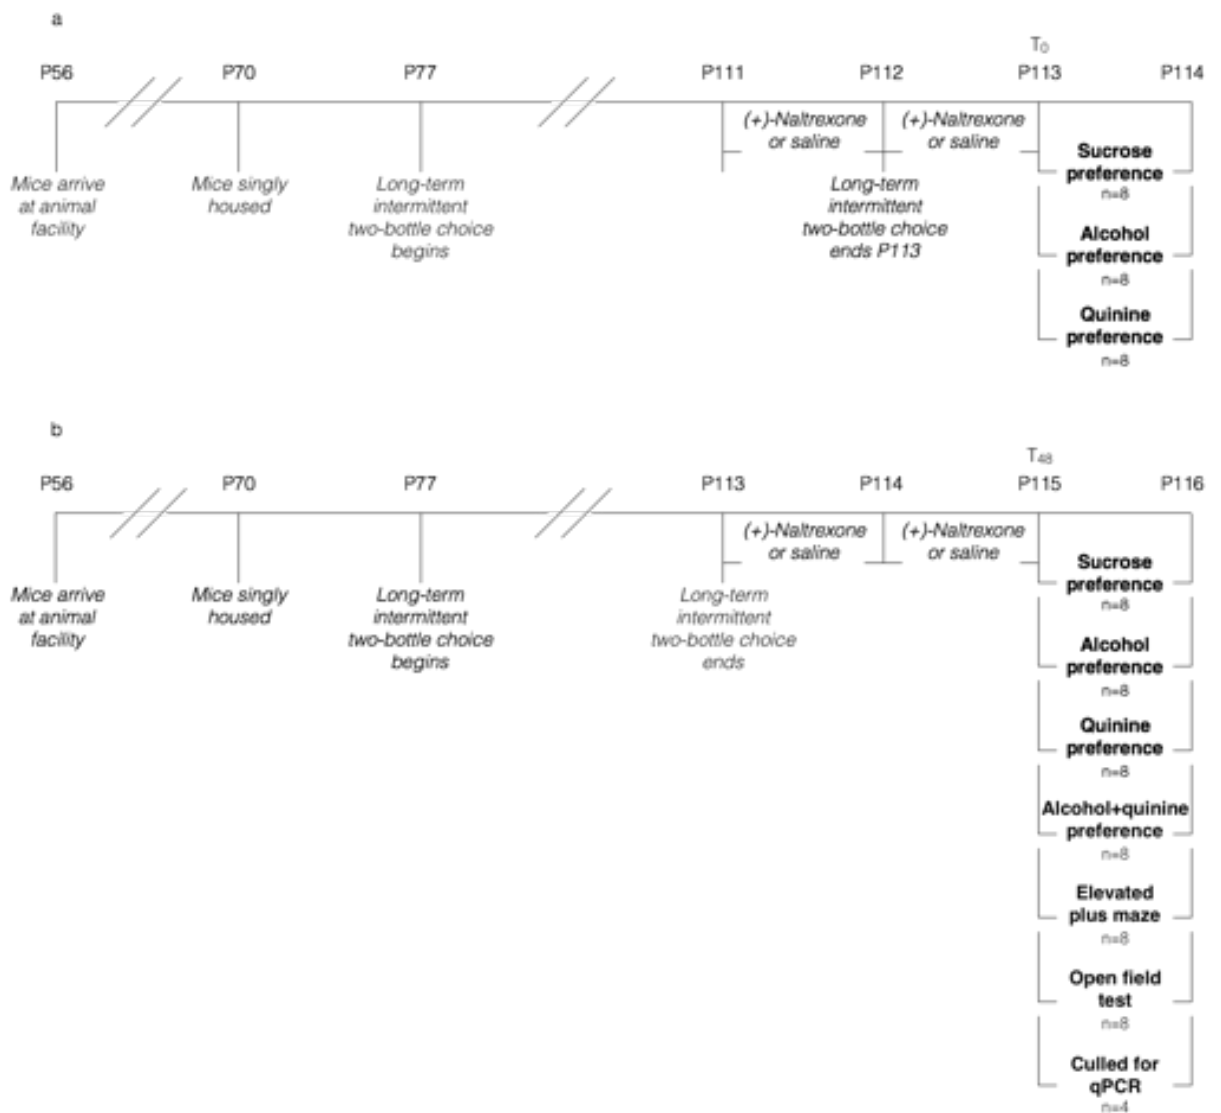 a
T0
P56 P70 P77 P111 P112 P113 P114
(+)-Naltrexone
or saline
(+)-Naltrexone
or saline
Mice arrive
at animal
facility
Mice singly
housed
Long-term
intermittent
two-bottle choice
begins
Long-term
intermittent
two-bottle choice
ends P113
Sucrose
preference
n=8
Alcohol
preference
n=8
Quinine
preference
n=8
b
T48
P56 P70 P77 P113 P114 P115 P116
(+)-Naltrexone
or saline
(+)-Naltrexone
or saline
Mice arrive
at animal
facility
Mice singly
housed
Long-term
intermittent
two-bottle choice
begins
Long-term
intermittent
two-bottle choice
ends
Sucrose
preference
n=8
Alcohol
preference
n=8
Quinine
preference
n=8
Alcohol+quinine
preference
n=8
Elevated
plus maze
n=8
Open field
test
n=8
Culled for
qPCR
n=4